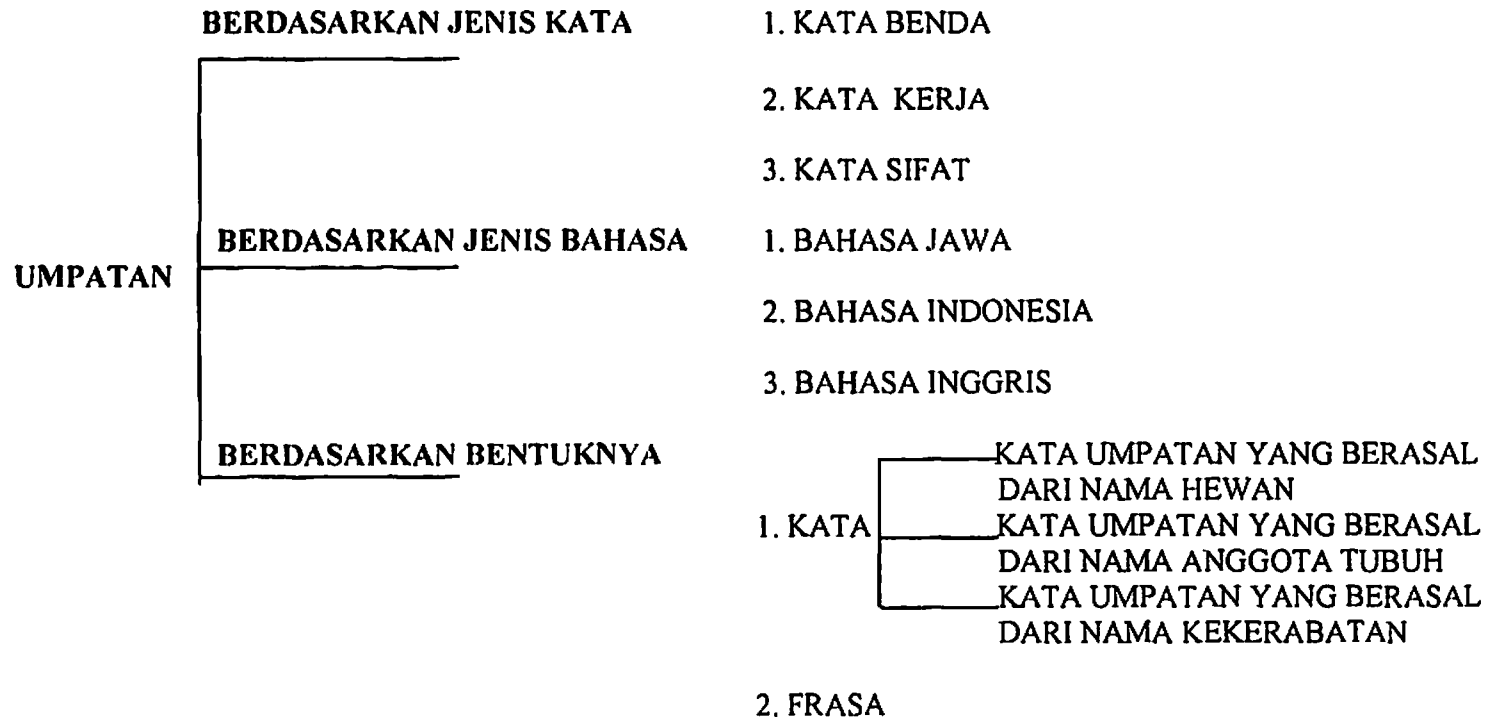 BERDASARKAN JENIS KATA
1. KATA BENDA
2. KATA KERJA
3. KATA SIFAT
UMPATAN
BERDASARKAN JENIS BAHASA
1. BAHASA JAWA
2. BAHASA INDONESIA
3. BAHASA INGGRIS
BERDASARKAN BENTUKNYA
1. KATA
KATA UMPATAN YANG BERASAL
DARI NAMA HEWAN
KATA UMPATAN YANG BERASAL
DARI NAMA ANGGOTA TUBUH
KATA UMPATAN YANG BERASAL
DARI NAMA KEKERABATAN
2. FRASA